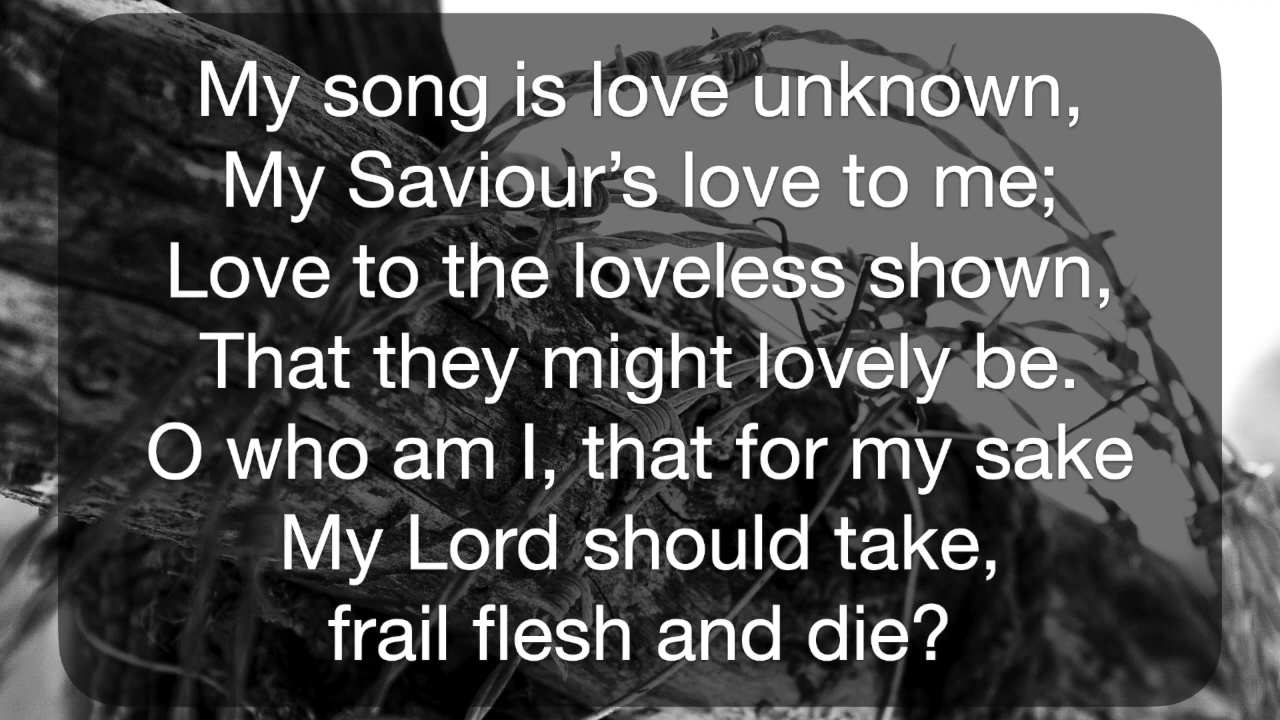 My song is love unknown,
My Saviour’s love to me;
Love to the loveless shown,
That they might lovely be.
O who am I, that for my sake
My Lord should take,
frail flesh and die?